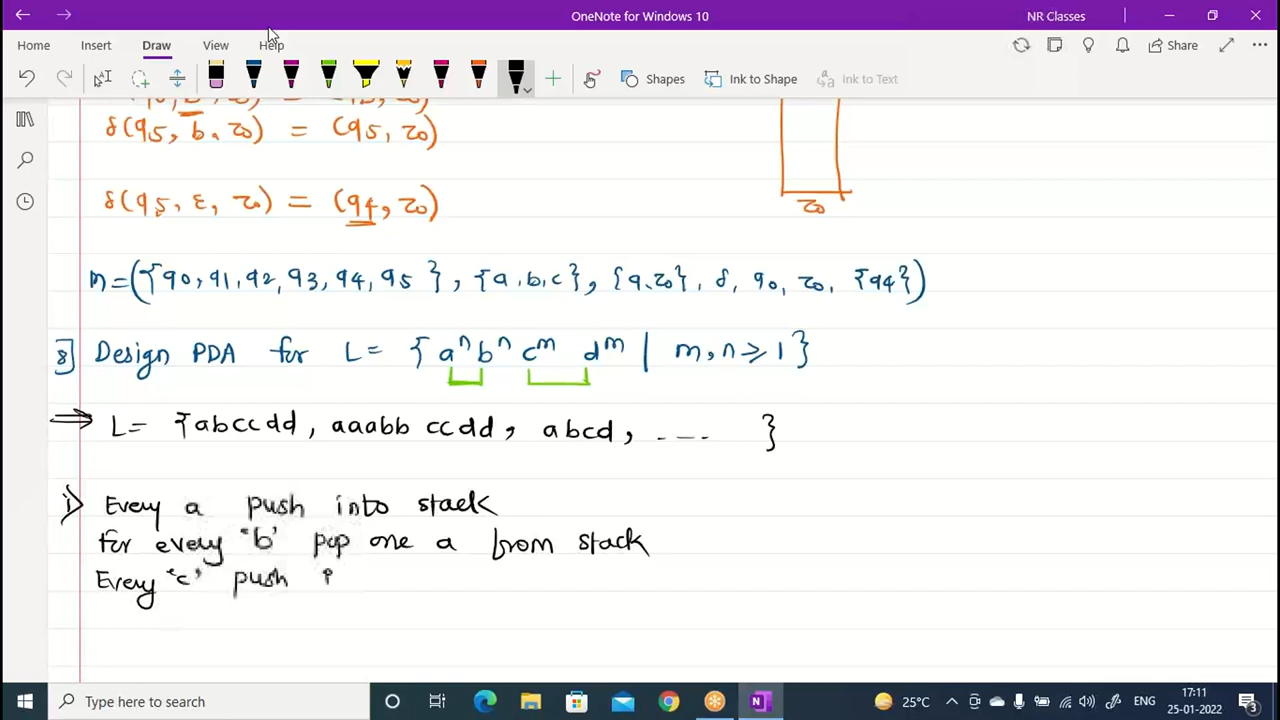 OneNote for Windows 10
NR Classes
Home Insert Draw View Help
Share
Shapes
Ink to Shape
Ink to Text
δ(q5, b, z0) = (q5, z0)
δ(q5, ε, z0) = (q4, z0)
z0
M = ({q0, q1, q2, q3, q4, q5}, {a, b, c}, {a, z0}, δ, q0, z0, {q4})
8] Design PDA for L = {aⁿbⁿ cᵐ dᵐ | m, n ≥ 1}
⇒ L = {abccdd, aaabb ccdd, abcd, .... }
i) Every a push into stack
for every 'b' pop one a from stack
Every 'c' push
Type here to search
25°C
ENG
17:11
25-01-2022
3